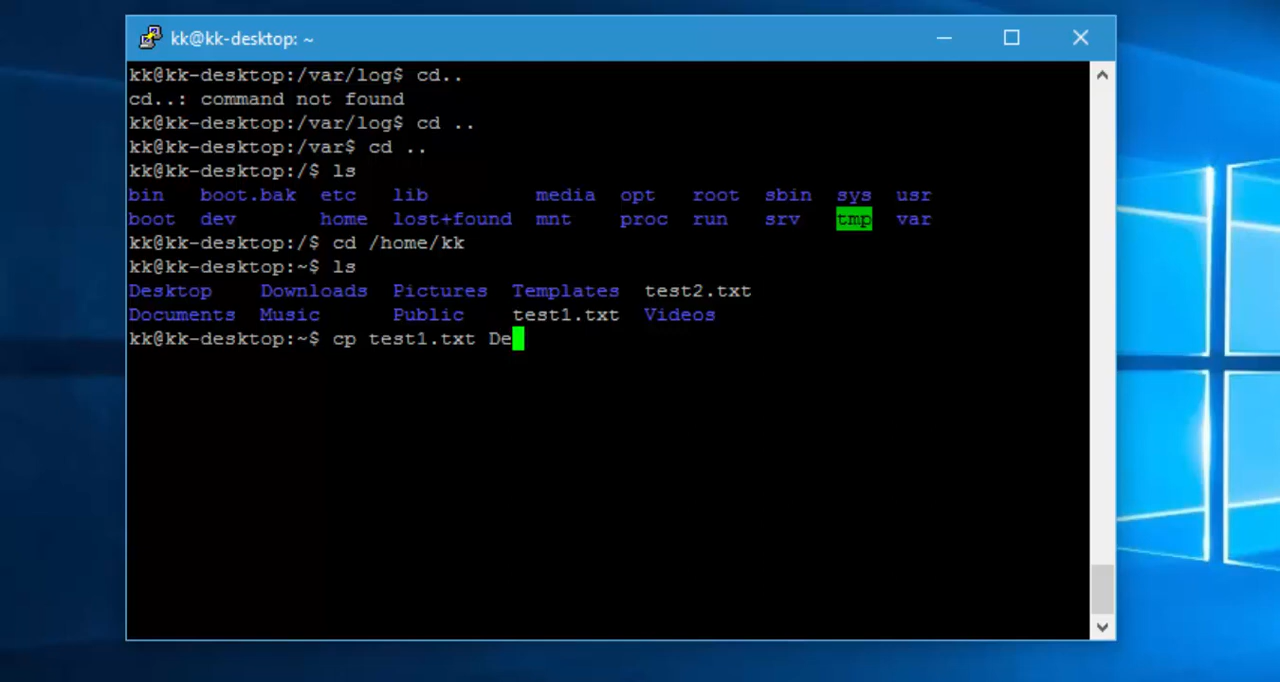 kk@kk-desktop: ~
kk@kk-desktop:/var/log$ cd..
cd..: command not found
kk@kk-desktop:/var/log$ cd ..
kk@kk-desktop:/var$ cd ..
kk@kk-desktop:/$ ls
bin boot.bak etc lib media opt root sbin sys usr
boot dev home lost+found mnt proc run srv tmp var
kk@kk-desktop:/$ cd /home/kk
kk@kk-desktop:~$ ls
Desktop Downloads Pictures Templates test2.txt
Documents Music Public test1.txt Videos
kk@kk-desktop:~$ cp test1.txt De